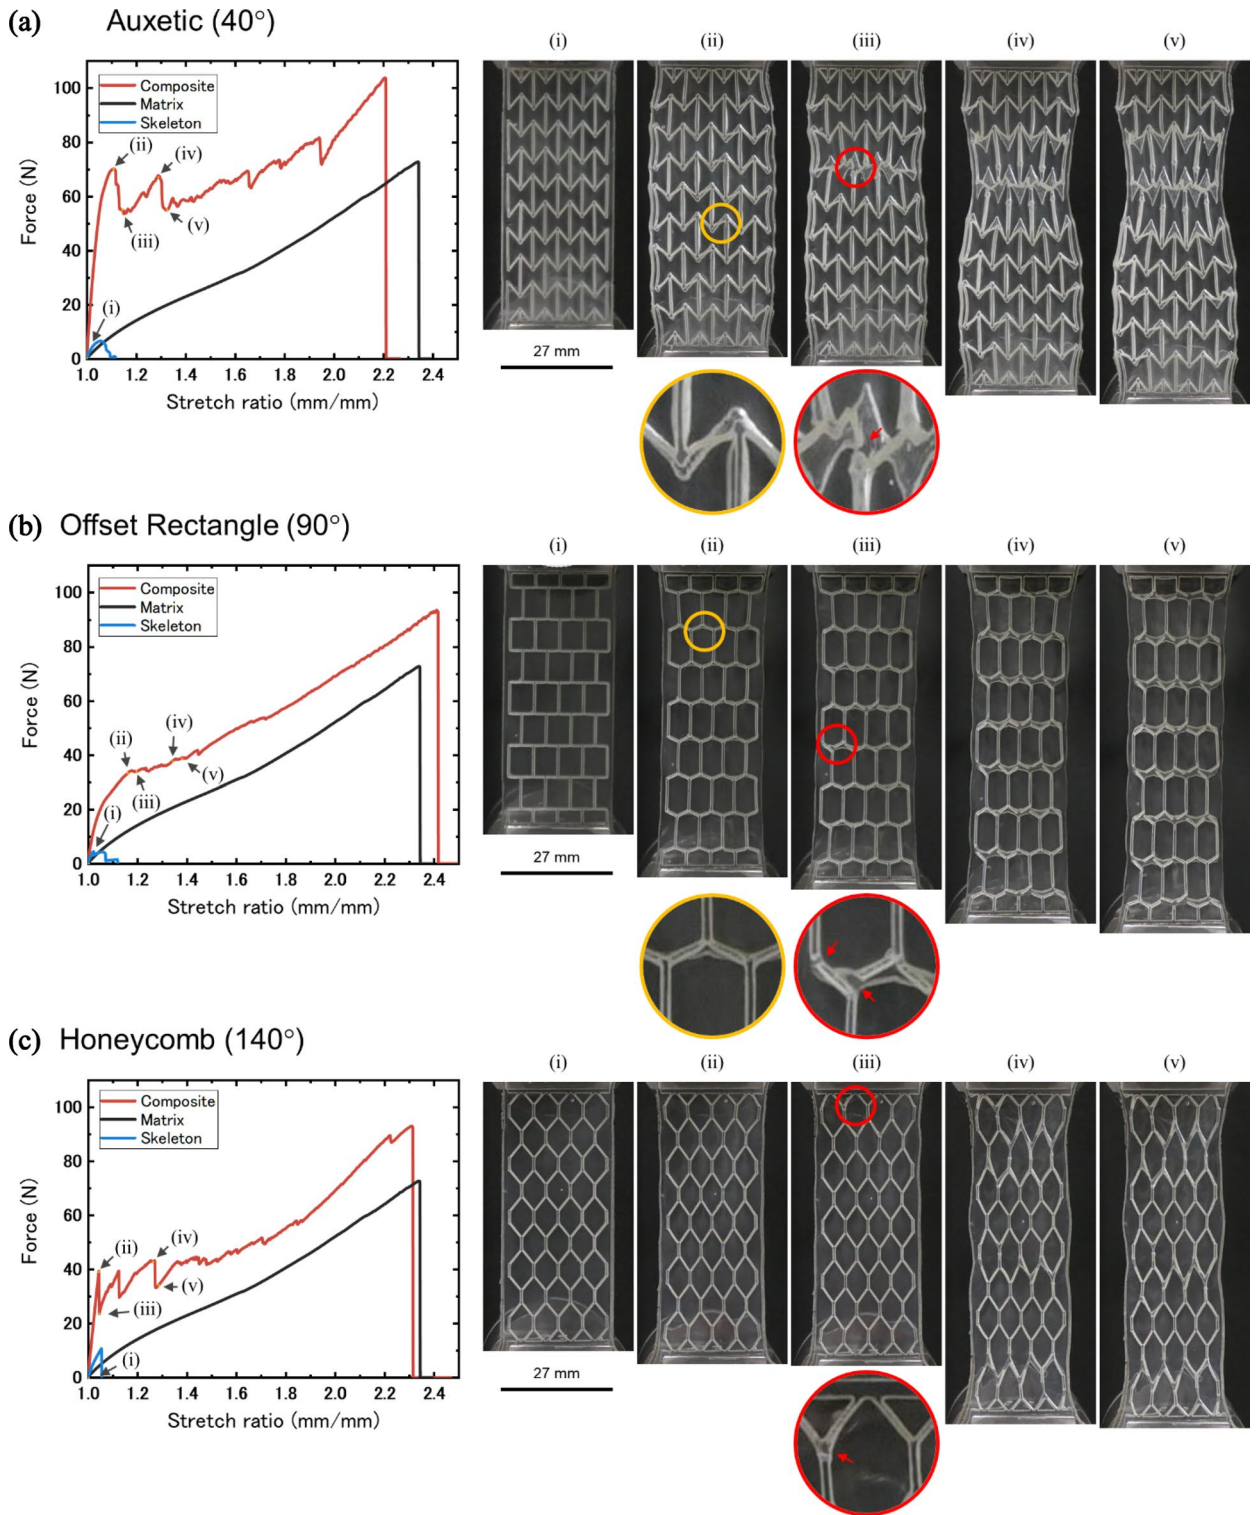 (a) Auxetic (40°)
(i) (ii) (iii) (iv) (v)
Composite
Matrix
Skeleton
(ii) (iv)
(iii) (v)
(i)
100
80
60
40
20
0
Force (N)
1.0 1.2 1.4 1.6 1.8 2.0 2.2 2.4
Stretch ratio (mm/mm)
27 mm
(b) Offset Rectangle (90°)
(i) (ii) (iii) (iv) (v)
Composite
Matrix
Skeleton
(iv)
(ii)
(v)
(iii)
(i)
100
80
60
40
20
0
Force (N)
1.0 1.2 1.4 1.6 1.8 2.0 2.2 2.4
Stretch ratio (mm/mm)
27 mm
(c) Honeycomb (140°)
(i) (ii) (iii) (iv) (v)
Composite
Matrix
Skeleton
(ii) (iv)
(v)
(iii)
(i)
100
80
60
40
20
0
Force (N)
1.0 1.2 1.4 1.6 1.8 2.0 2.2 2.4
Stretch ratio (mm/mm)
27 mm